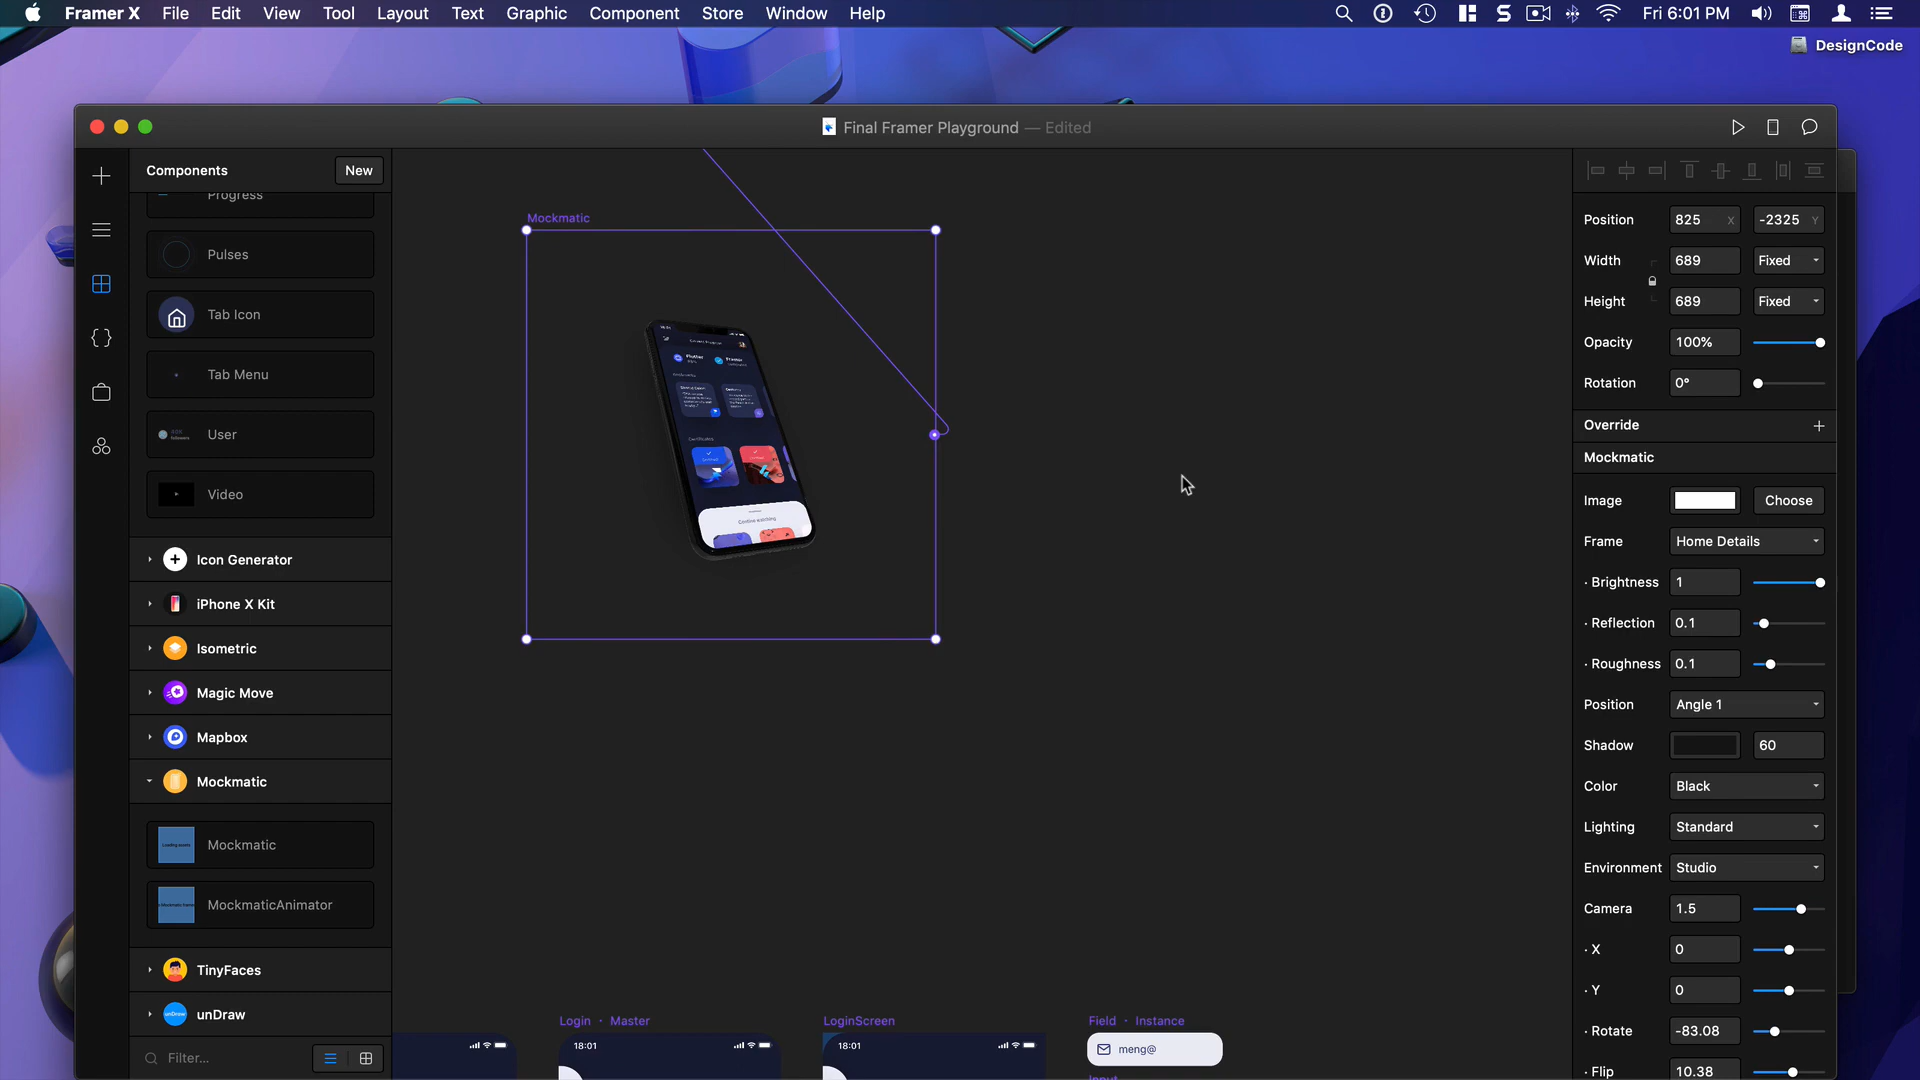 Framer X File Edit View Tool Layout Text Graphic Component Store Window Help
Fri 6:01 PM
DesignCode
Final Framer Playground — Edited
Components
New
Progress
Pulses
Tab Icon
Tab Menu
User
Video
Icon Generator
iPhone X Kit
Isometric
Magic Move
Mapbox
Mockmatic
Mockmatic
MockmaticAnimator
TinyFaces
unDraw
Filter...
Mockmatic
Flutter
Framer
Login · Master
18:01
LoginScreen
18:01
Field · Instance
meng@
Position 825 X -2325 Y
Width 689 Fixed
Height 689 Fixed
Opacity 100%
Rotation 0°
Override
Mockmatic
Image Choose
Frame Home Details
· Brightness 1
· Reflection 0.1
· Roughness 0.1
Position Angle 1
Shadow 60
Color Black
Lighting Standard
Environment Studio
Camera 1.5
· X 0
· Y 0
· Rotate -83.08
· Flip 10.38